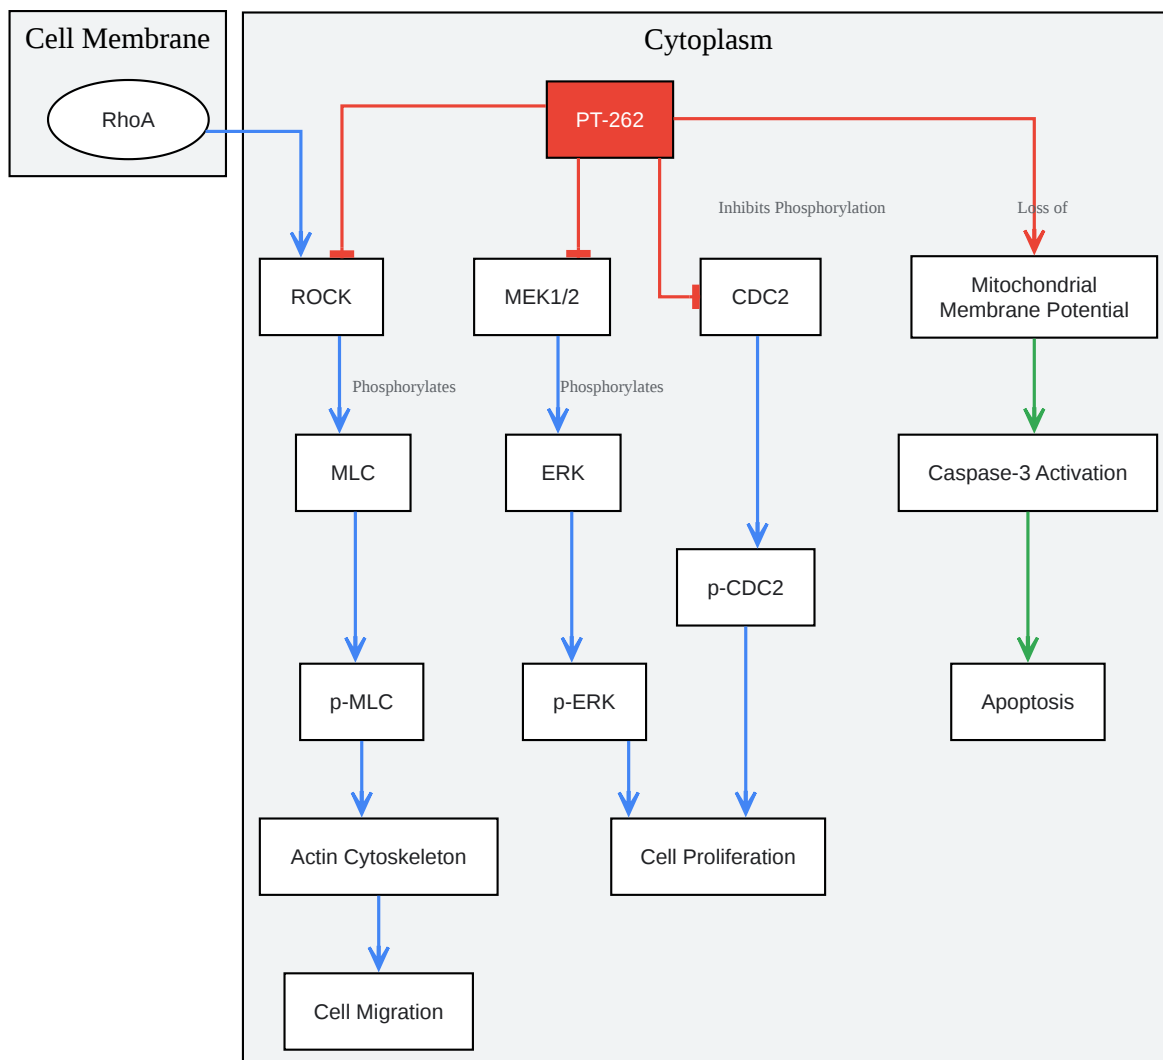 Cell Membrane
Cytoplasm
RhoA
PT-262
Inhibits Phosphorylation
Loss of
ROCK
MEK1/2
CDC2
Mitochondrial
Membrane Potential
Phosphorylates
Phosphorylates
MLC
ERK
Caspase-3 Activation
p-CDC2
p-MLC
p-ERK
Apoptosis
Actin Cytoskeleton
Cell Proliferation
Cell Migration